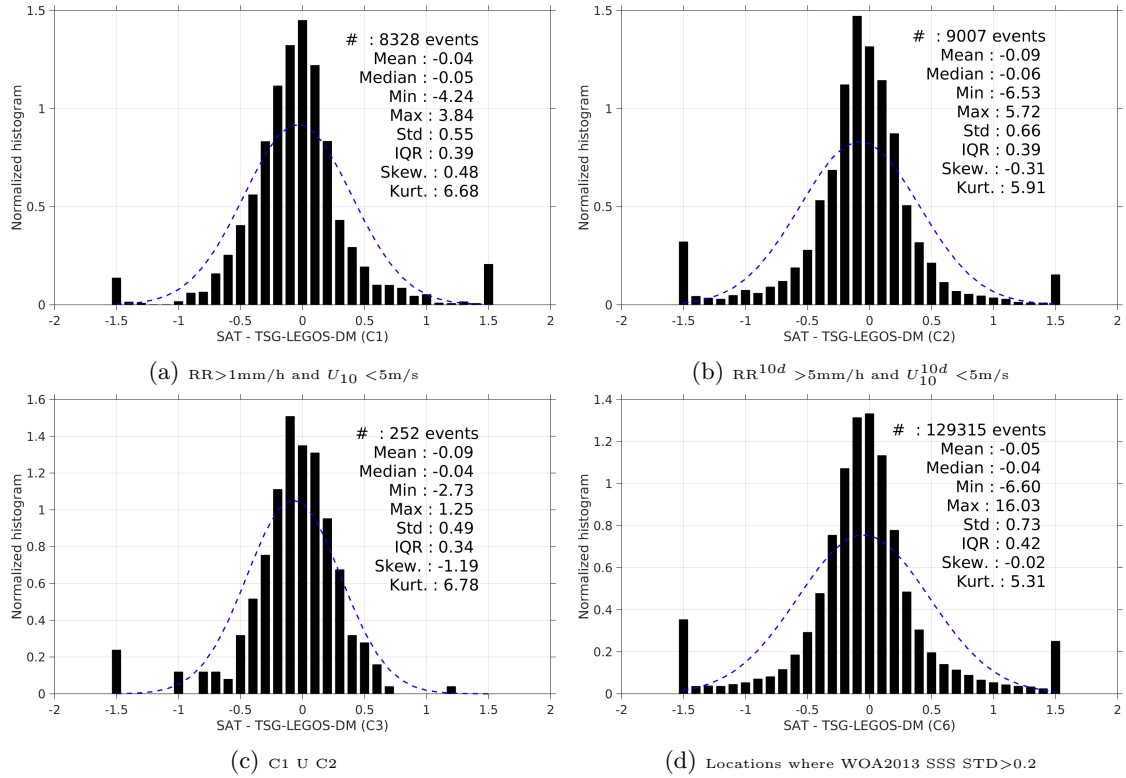 1.5
1
0.5
0
Normalized histogram
# : 8328 events
Mean : -0.04
Median : -0.05
Min : -4.24
Max : 3.84
Std : 0.55
IQR : 0.39
Skew. : 0.48
Kurt. : 6.68
-2 -1.5 -1 -0.5 0 0.5 1 1.5 2
SAT - TSG-LEGOS-DM (C1)
(a) RR>1mm/h and U10 <5m/s
1.5
1
0.5
0
Normalized histogram
# : 9007 events
Mean : -0.09
Median : -0.06
Min : -6.53
Max : 5.72
Std : 0.66
IQR : 0.39
Skew. : -0.31
Kurt. : 5.91
-2 -1.5 -1 -0.5 0 0.5 1 1.5 2
SAT - TSG-LEGOS-DM (C2)
(b) RR10d >5mm/h and U10d10 <5m/s
1.6
1.4
1.2
1
0.8
0.6
0.4
0.2
0
Normalized histogram
# : 252 events
Mean : -0.09
Median : -0.04
Min : -2.73
Max : 1.25
Std : 0.49
IQR : 0.34
Skew. : -1.19
Kurt. : 6.78
-2 -1.5 -1 -0.5 0 0.5 1 1.5 2
SAT - TSG-LEGOS-DM (C3)
(c) C1 U C2
1.4
1.2
1
0.8
0.6
0.4
0.2
0
Normalized histogram
# : 129315 events
Mean : -0.05
Median : -0.04
Min : -6.60
Max : 16.03
Std : 0.73
IQR : 0.42
Skew. : -0.02
Kurt. : 5.31
-2 -1.5 -1 -0.5 0 0.5 1 1.5 2
SAT - TSG-LEGOS-DM (C6)
(d) Locations where WOA2013 SSS STD>0.2